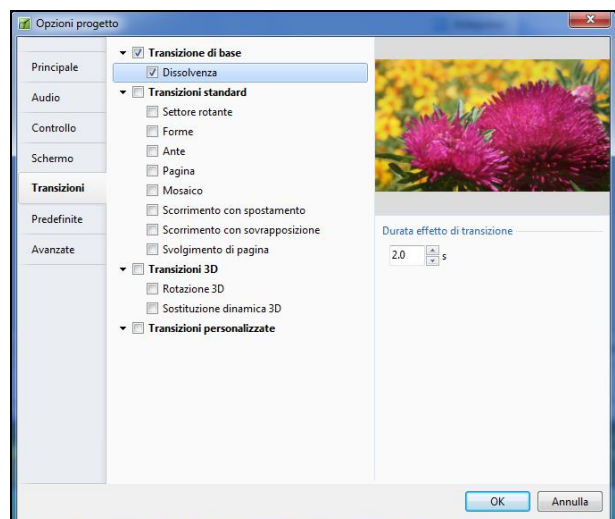 Opzioni progetto
Principale
Audio
Controllo
Schermo
Transizioni
Predefinite
Avanzate
Transizione di base
Dissolvenza
Transizioni standard
Settore rotante
Forme
Ante
Pagina
Mosaico
Scorrimento con spostamento
Scorrimento con sovrapposizione
Svolgimento di pagina
Transizioni 3D
Rotazione 3D
Sostituzione dinamica 3D
Transizioni personalizzate
Durata effetto di transizione
2.0 s
OK Annulla